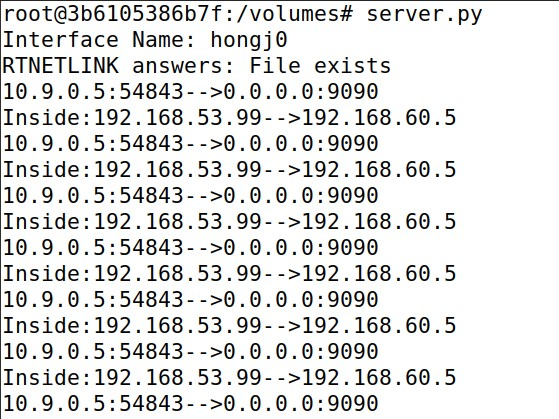 root@3b6105386b7f:/volumes# server.py
Interface Name: hongj0
RTNETLINK answers: File exists
10.9.0.5:54843-->0.0.0.0:9090
Inside:192.168.53.99-->192.168.60.5
10.9.0.5:54843-->0.0.0.0:9090
Inside:192.168.53.99-->192.168.60.5
10.9.0.5:54843-->0.0.0.0:9090
Inside:192.168.53.99-->192.168.60.5
10.9.0.5:54843-->0.0.0.0:9090
Inside:192.168.53.99-->192.168.60.5
10.9.0.5:54843-->0.0.0.0:9090
Inside:192.168.53.99-->192.168.60.5
10.9.0.5:54843-->0.0.0.0:9090
Inside:192.168.53.99-->192.168.60.5
10.9.0.5:54843-->0.0.0.0:9090